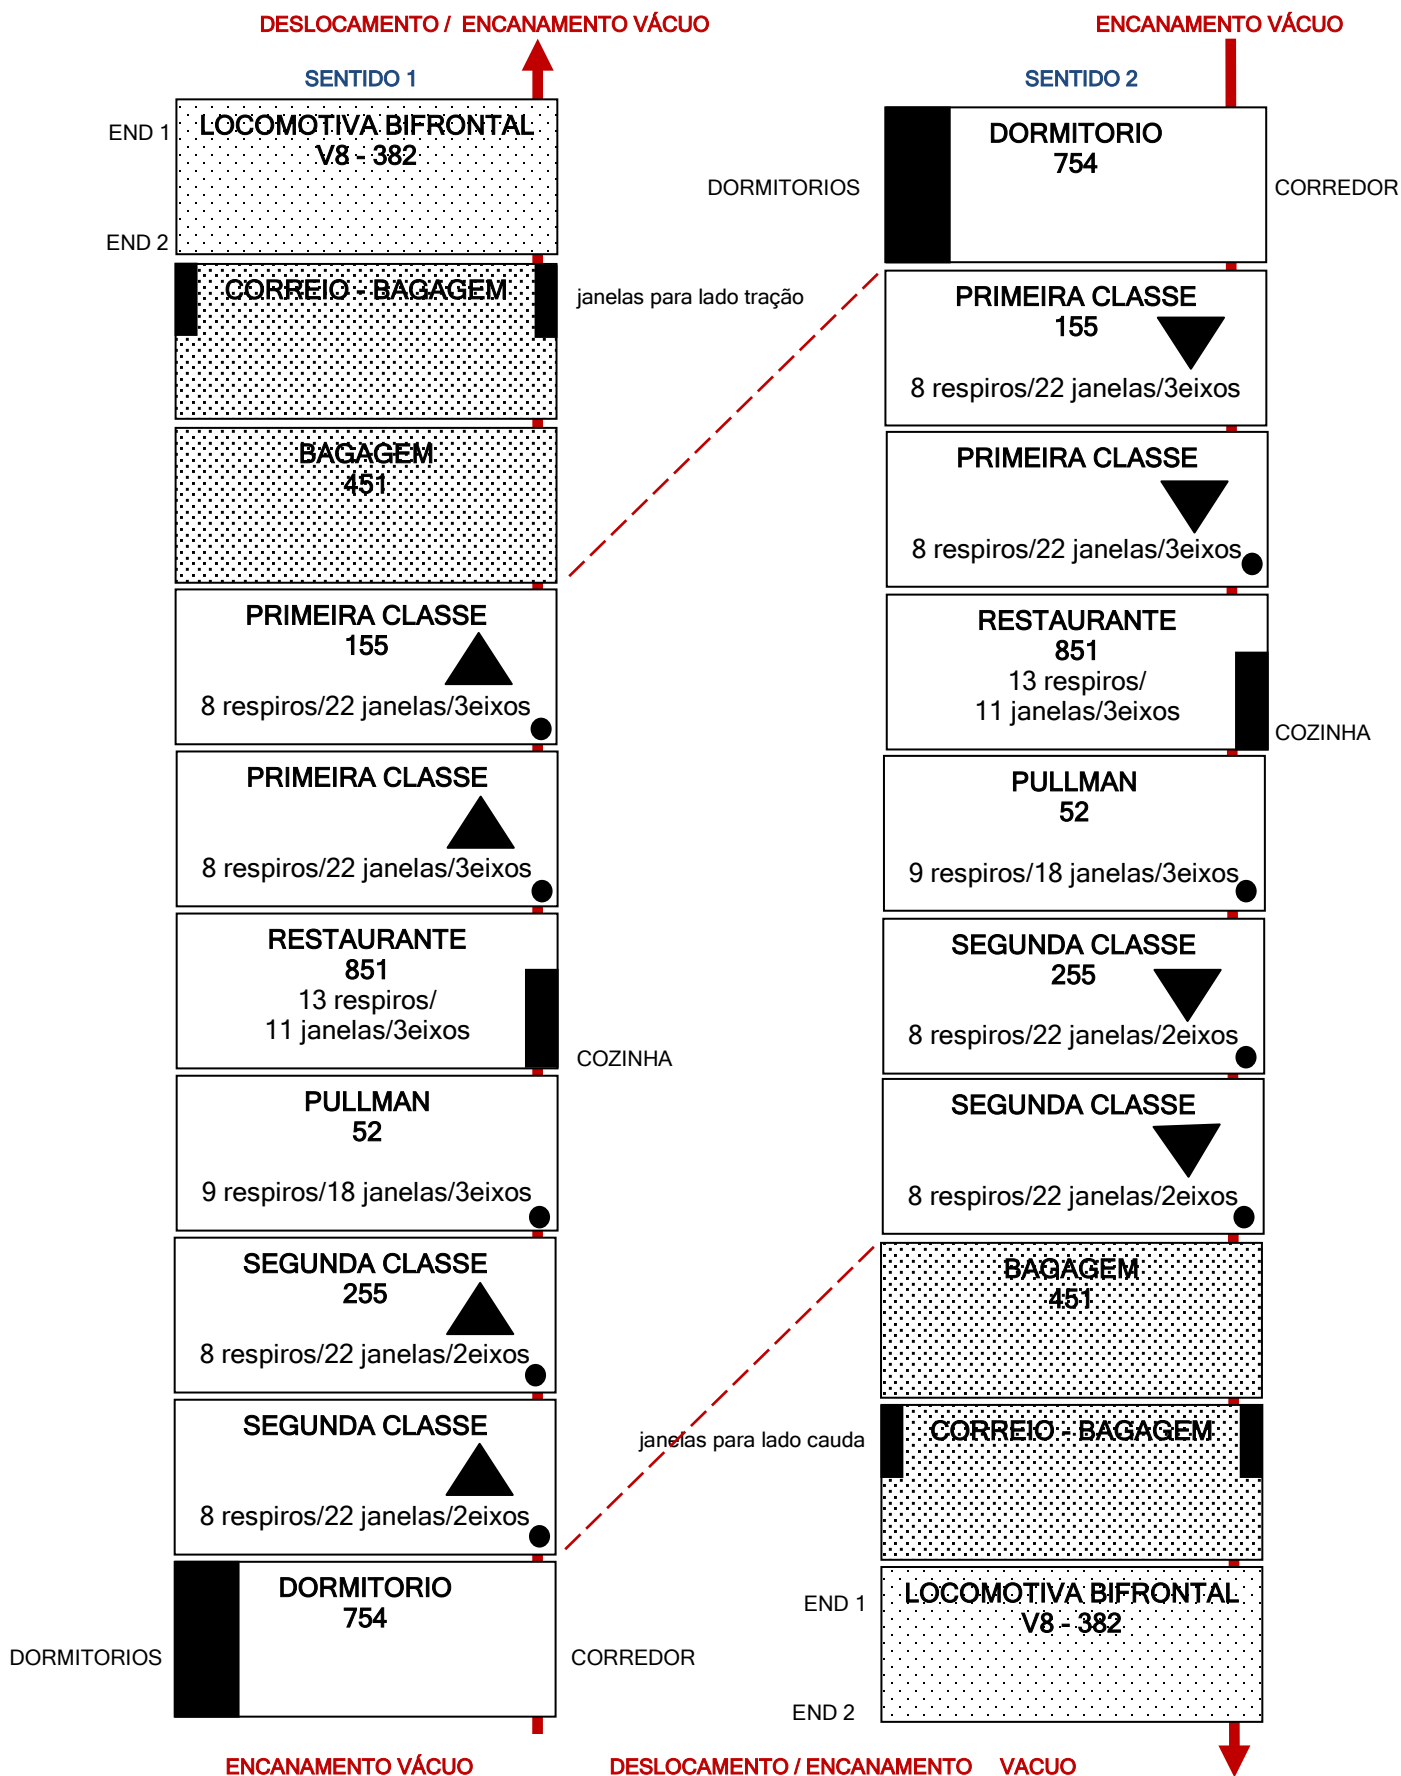 DESLOCAMENTO / ENCANAMENTO VÁCUO
SENTIDO 1
END 1
LOCOMOTIVA BIFRONTAL
V8 - 382
END 2
CORREIO - BAGAGEM
janelas para lado tração
BAGAGEM
451
PRIMEIRA CLASSE
155
8 respiros/22 janelas/3eixos
PRIMEIRA CLASSE
8 respiros/22 janelas/3eixos
RESTAURANTE
851
13 respiros/
11 janelas/3eixos
COZINHA
PULLMAN
52
9 respiros/18 janelas/3eixos
SEGUNDA CLASSE
255
8 respiros/22 janelas/2eixos
SEGUNDA CLASSE
8 respiros/22 janelas/2eixos
DORMITORIO
754
DORMITORIOS
CORREDOR
ENCANAMENTO VÁCUO
ENCANAMENTO VÁCUO
SENTIDO 2
DORMITORIO
754
DORMITORIOS
CORREDOR
PRIMEIRA CLASSE
155
8 respiros/22 janelas/3eixos
PRIMEIRA CLASSE
8 respiros/22 janelas/3eixos
RESTAURANTE
851
13 respiros/
11 janelas/3eixos
COZINHA
PULLMAN
52
9 respiros/18 janelas/3eixos
SEGUNDA CLASSE
255
8 respiros/22 janelas/2eixos
SEGUNDA CLASSE
8 respiros/22 janelas/2eixos
BAGAGEM
451
janelas para lado cauda
CORREIO - BAGAGEM
END 1
LOCOMOTIVA BIFRONTAL
V8 - 382
END 2
DESLOCAMENTO / ENCANAMENTO VACUO